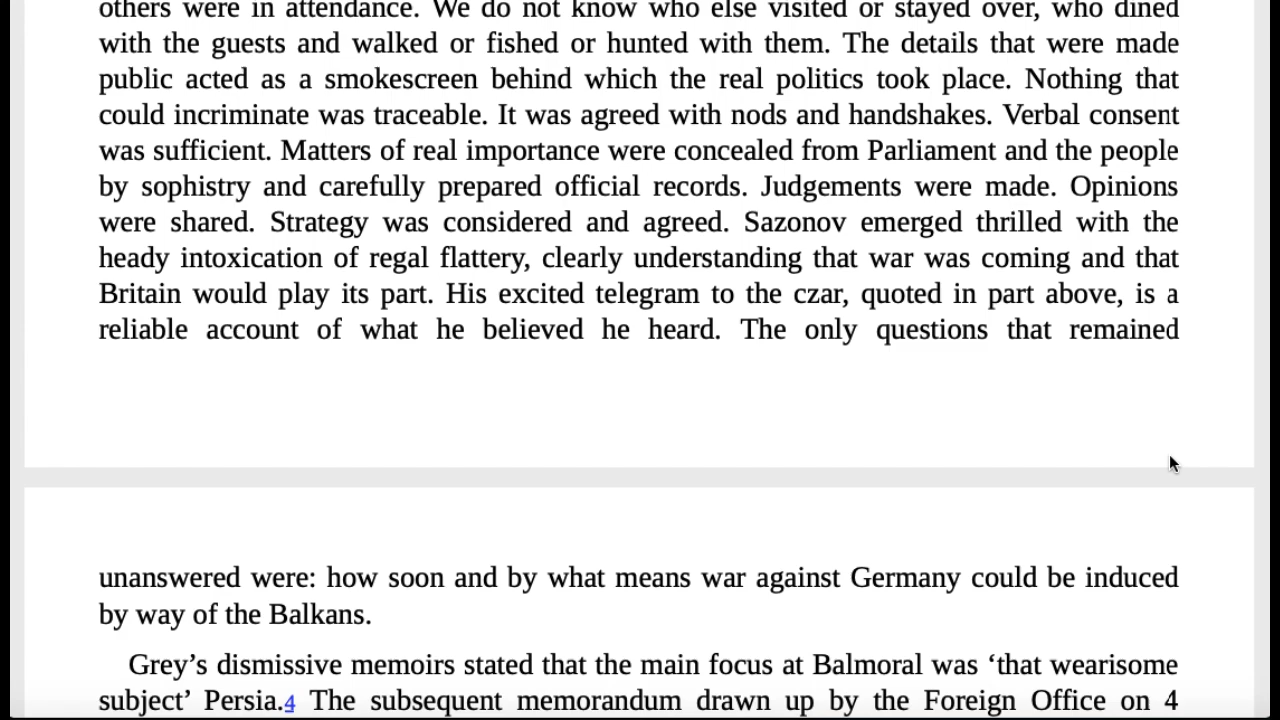 others were in attendance. We do not know who else visited or stayed over, who dined
with the guests and walked or fished or hunted with them. The details that were made
public acted as a smokescreen behind which the real politics took place. Nothing that
could incriminate was traceable. It was agreed with nods and handshakes. Verbal consent
was sufficient. Matters of real importance were concealed from Parliament and the people
by sophistry and carefully prepared official records. Judgements were made. Opinions
were shared. Strategy was considered and agreed. Sazonov emerged thrilled with the
heady intoxication of regal flattery, clearly understanding that war was coming and that
Britain would play its part. His excited telegram to the czar, quoted in part above, is a
reliable account of what he believed he heard. The only questions that remained
unanswered were: how soon and by what means war against Germany could be induced
by way of the Balkans.
Grey’s dismissive memoirs stated that the main focus at Balmoral was ‘that wearisome
subject’ Persia.4 The subsequent memorandum drawn up by the Foreign Office on 4